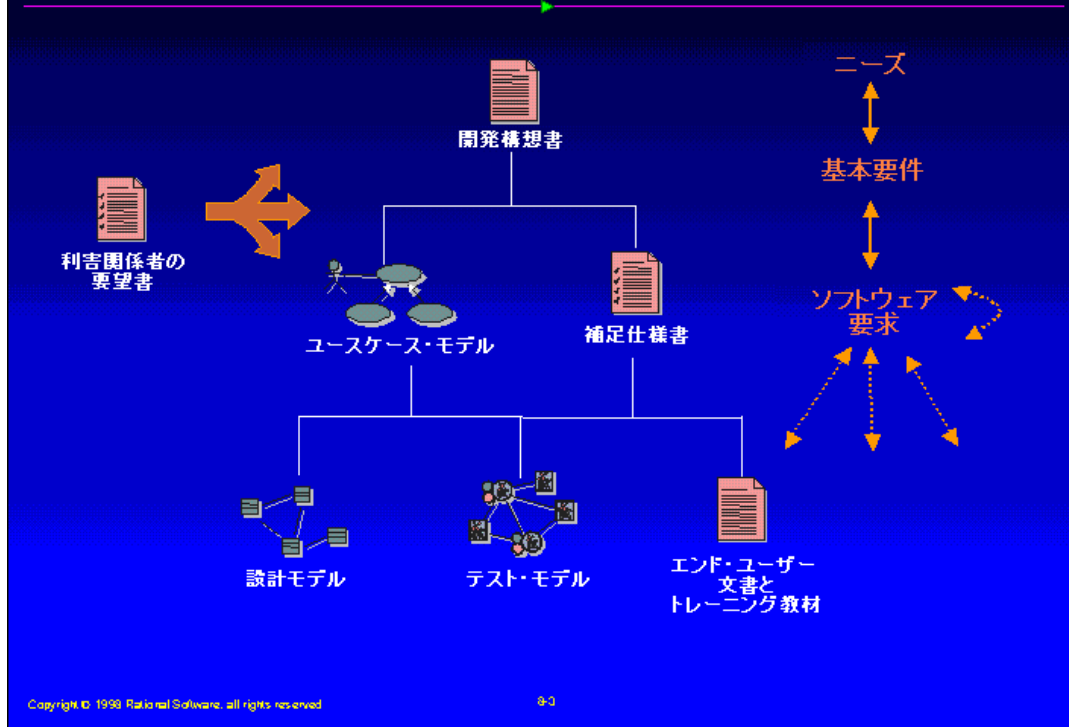 開発構想書
利害関係者の
要望書
ユースケース・モデル
補足仕様書
設計モデル
テスト・モデル
エンド・ユーザー
文書と
トレーニング教材
ニーズ
基本要件
ソフトウェア
要求
Copyright © 1998 Rational Software, all rights reserved
8-3